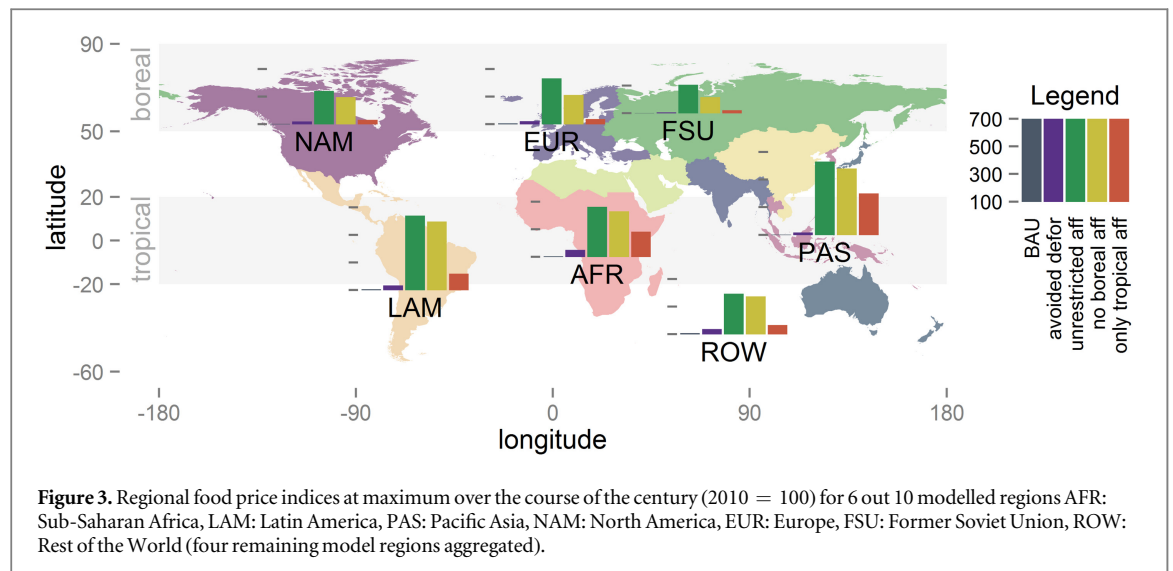 90
50
20
0
-20
-60
latitude
boreal
tropical
NAM
EUR
FSU
LAM
AFR
PAS
ROW
-180
-90
0
90
180
longitude
Legend
700
500
300
100
BAU
avoided defor
unrestricted aff
no boreal aff
only tropical aff
Figure 3. Regional food price indices at maximum over the course of the century (2010 = 100) for 6 out 10 modelled regions AFR:
Sub-Saharan Africa, LAM: Latin America, PAS: Pacific Asia, NAM: North America, EUR: Europe, FSU: Former Soviet Union, ROW:
Rest of the World (four remaining model regions aggregated).